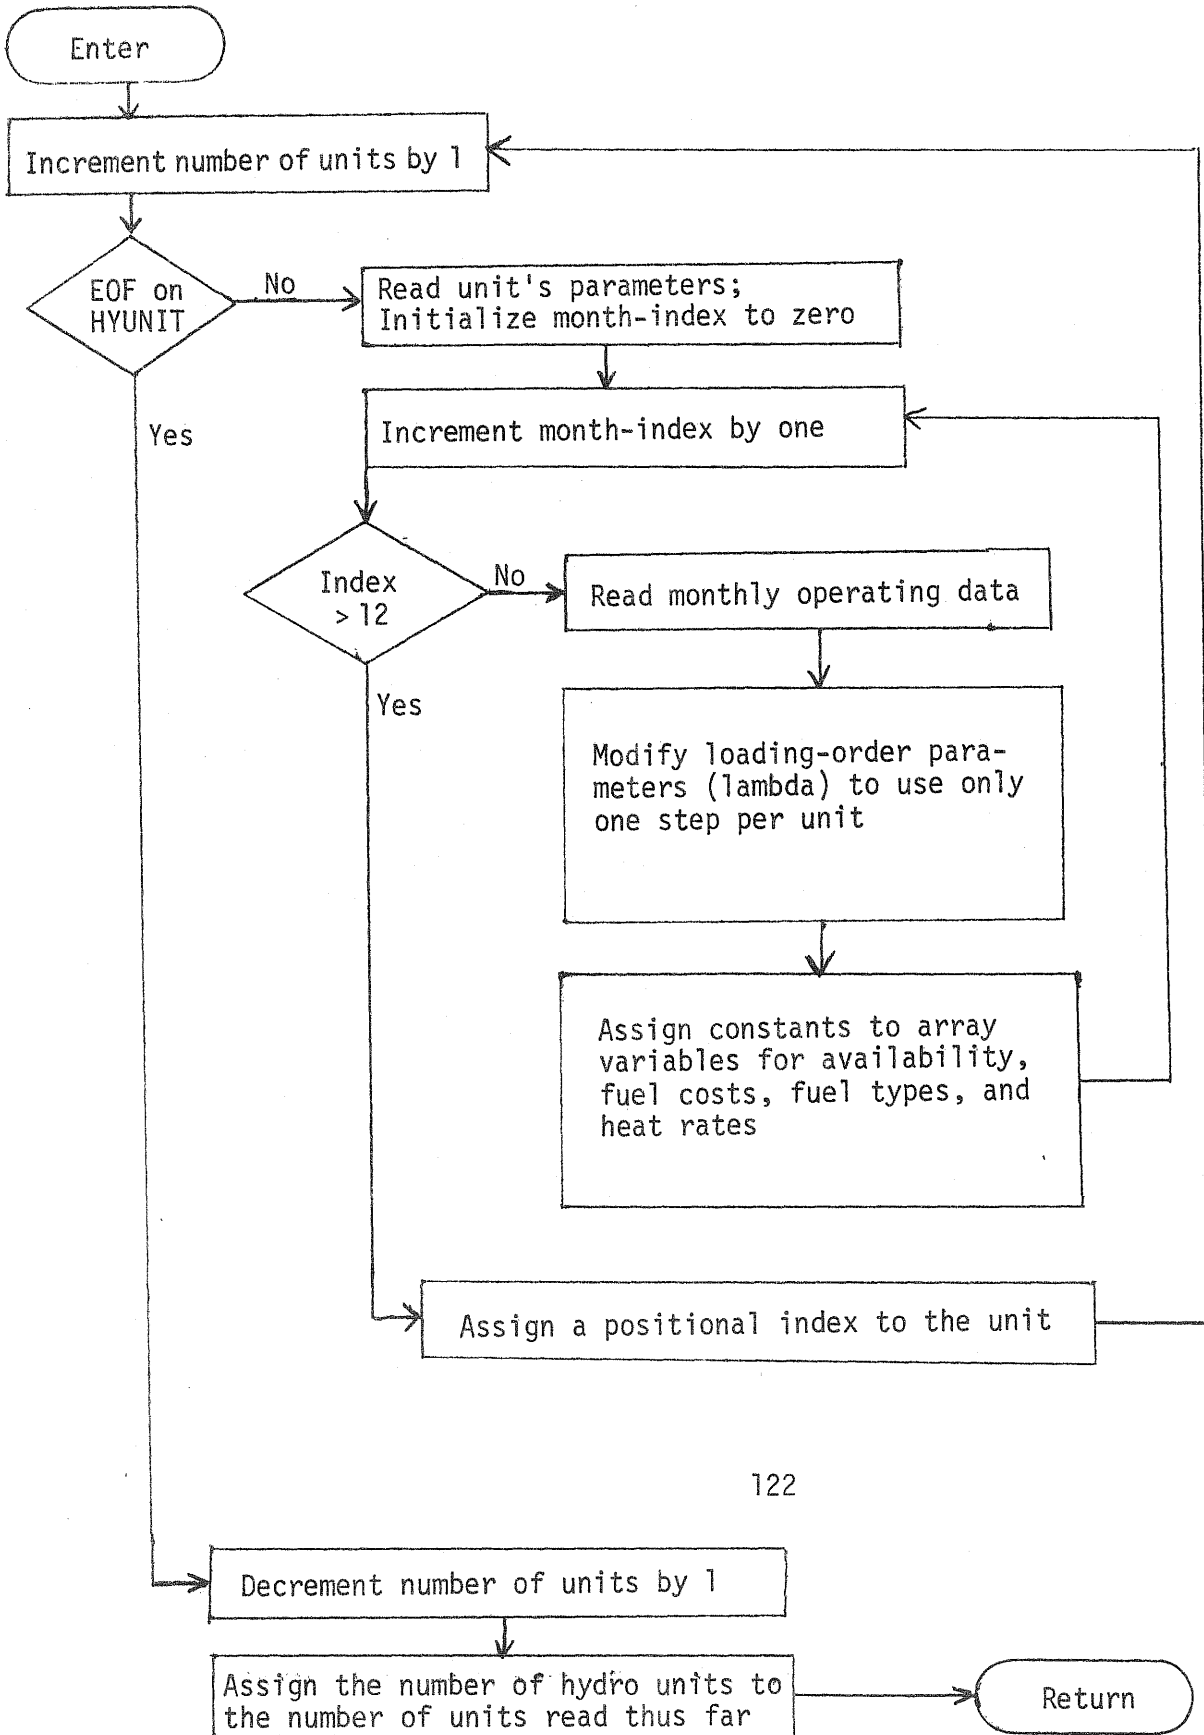 Enter
Increment number of units by 1
EOF on
HYUNIT
No
Read unit's parameters;
Initialize month-index to zero
Yes
Increment month-index by one
Index
> 12
No
Read monthly operating data
Yes
Modify loading-order para-
meters (lambda) to use only
one step per unit
Assign constants to array
variables for availability,
fuel costs, fuel types, and
heat rates
Assign a positional index to the unit
122
Decrement number of units by 1
Assign the number of hydro units to
the number of units read thus far
Return